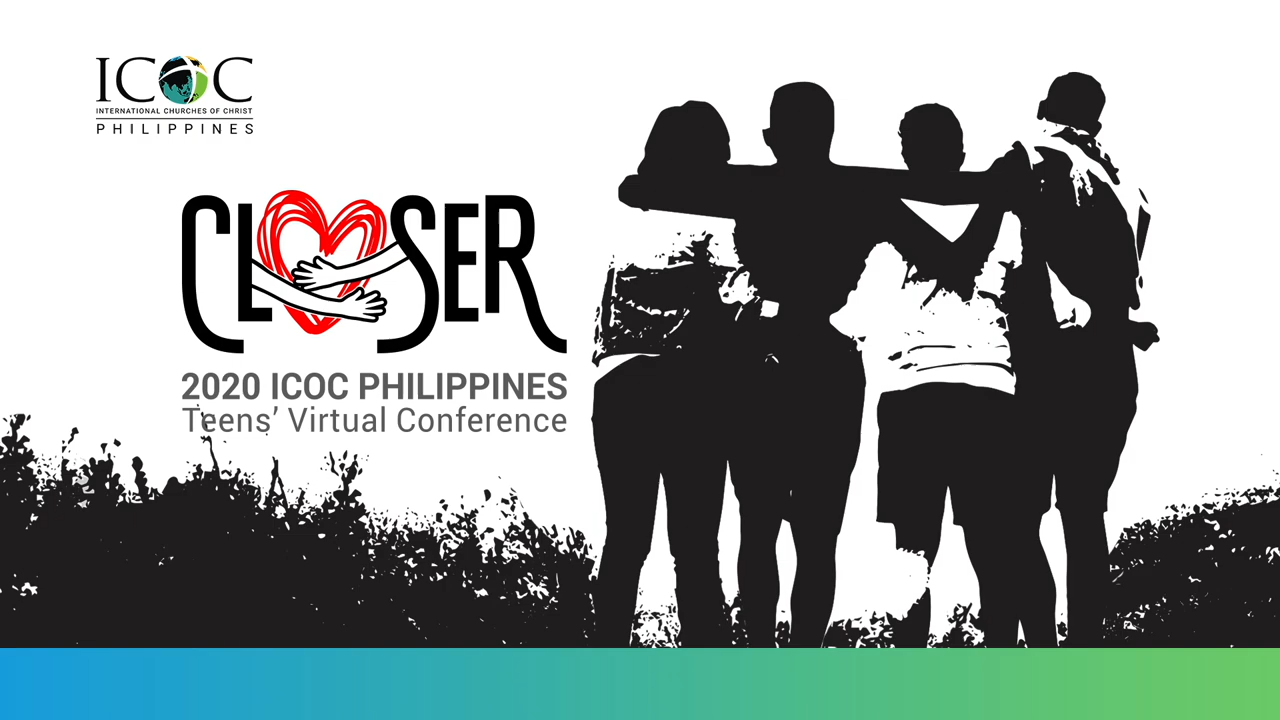 ICOC
INTERNATIONAL CHURCHES OF CHRIST
PHILIPPINES
CLOSER
2020 ICOC PHILIPPINES
Teens' Virtual Conference